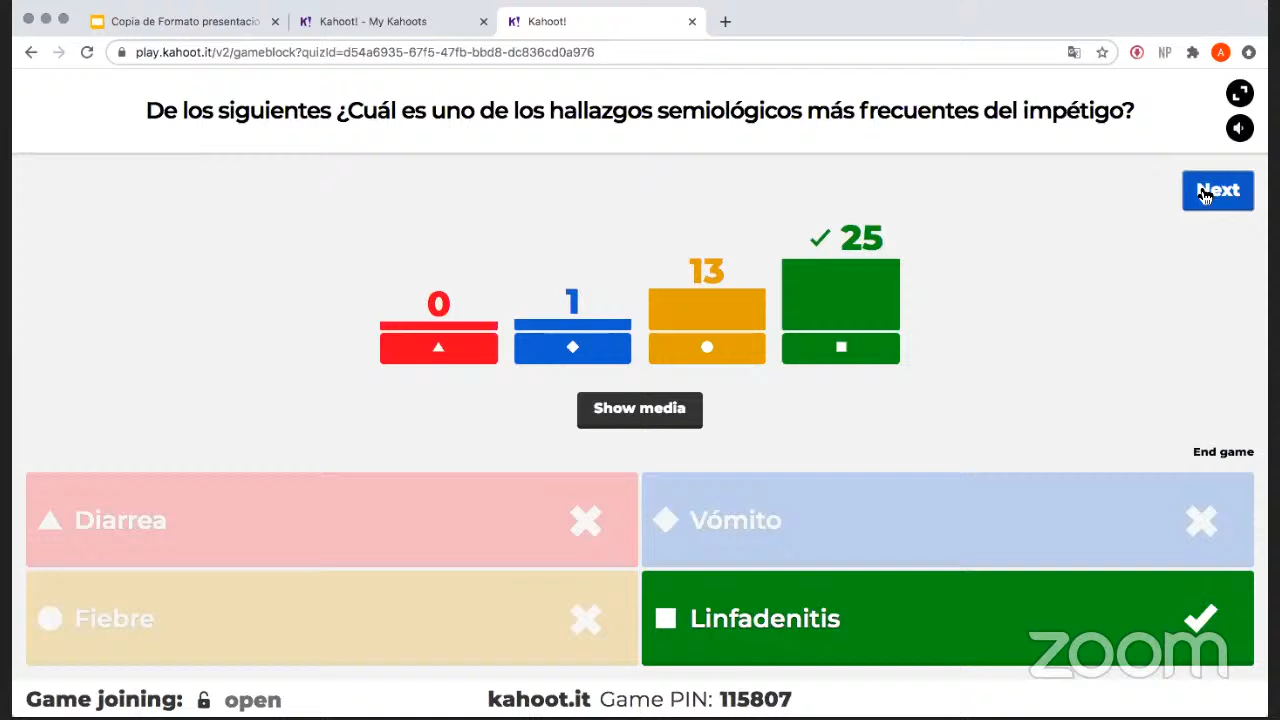 Copia de Formato presentacio
Kahoot! - My Kahoots
Kahoot!
play.kahoot.it/v2/gameblock?quizId=d54a6935-67f5-47fb-bbd8-dc836cd0a976
NP
A
De los siguientes ¿Cuál es uno de los hallazgos semiológicos más frecuentes del impétigo?
Next
0
1
13
25
Show media
End game
Diarrea
Vómito
Fiebre
Linfadenitis
zoom
Game joining: open
kahoot.it Game PIN: 115807